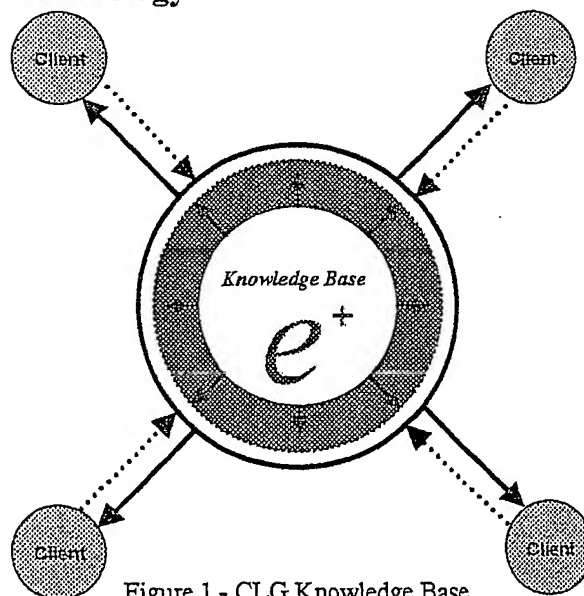 Client
Client
Knowledge Base
e+
Client
Client
Figure 1 - CLG Knowledge Base